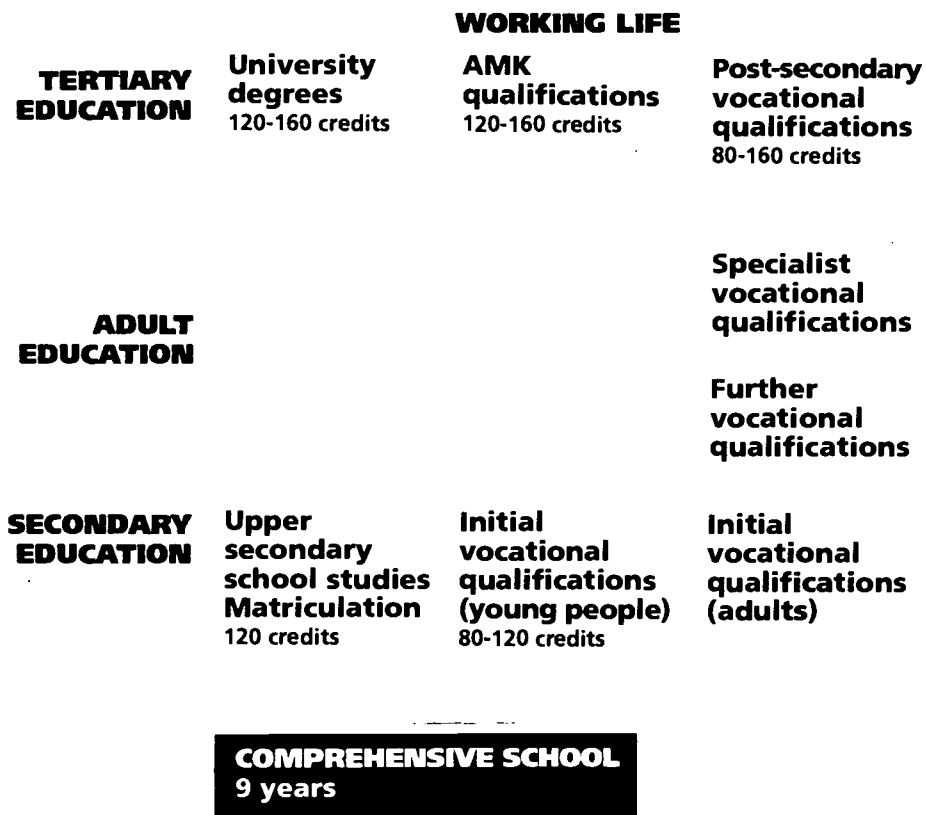 WORKING LIFE
TERTIARY
EDUCATION
University
degrees
120-160 credits
AMK
qualifications
120-160 credits
Post-secondary
vocational
qualifications
80-160 credits
ADULT
EDUCATION
Specialist
vocational
qualifications
Further
vocational
qualifications
SECONDARY
EDUCATION
Upper
secondary
school studies
Matriculation
120 credits
Initial
vocational
qualifications
(young people)
80-120 credits
Initial
vocational
qualifications
(adults)
COMPREHENSIVE SCHOOL
9 years